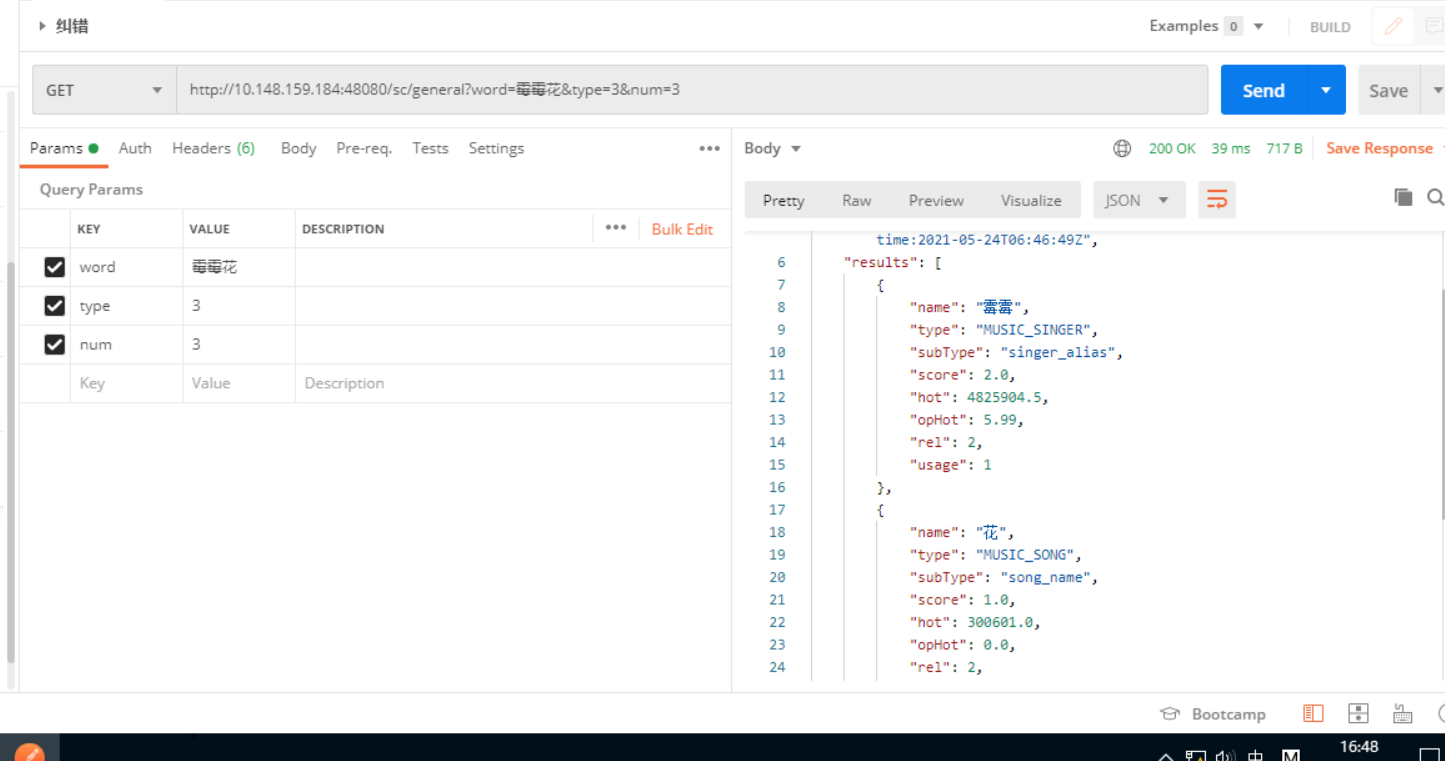 纠错
Examples 0
BUILD
GET
http://10.148.159.184:48080/sc/general?word=霉霉花&type=3&num=3
Send
Save
Params
Auth
Headers (6)
Body
Pre-req.
Tests
Settings
Query Params
KEY VALUE DESCRIPTION
Bulk Edit
word 霉霉花
type 3
num 3
Key Value Description
Body
200 OK 39 ms 717 B
Save Response
Pretty Raw Preview Visualize JSON
time:2021-05-24T06:46:49Z",
6 "results": [
7 {
8 "name": "霉霉",
9 "type": "MUSIC_SINGER",
10 "subType": "singer_alias",
11 "score": 2.0,
12 "hot": 4825904.5,
13 "opHot": 5.99,
14 "rel": 2,
15 "usage": 1
16 },
17 {
18 "name": "花",
19 "type": "MUSIC_SONG",
20 "subType": "song_name",
21 "score": 1.0,
22 "hot": 300601.0,
23 "opHot": 0.0,
24 "rel": 2,
Bootcamp
中 M 16:48